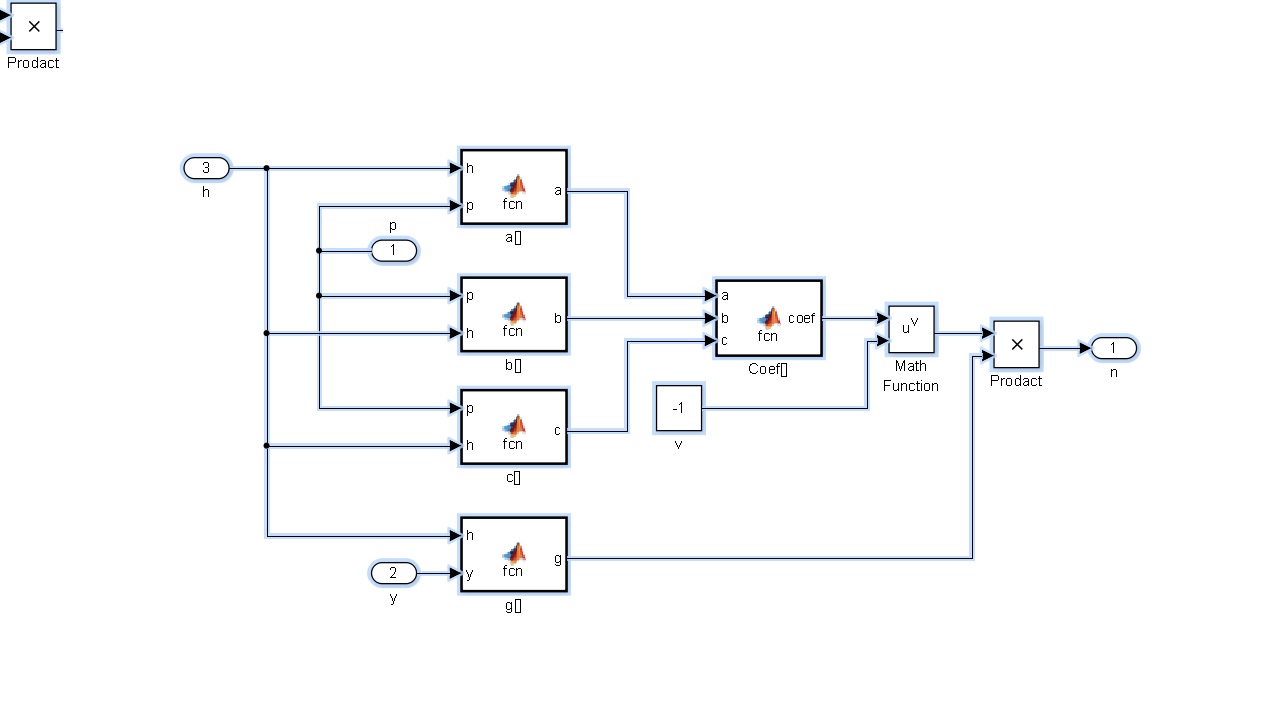 ×
Prodact
3
h
h
p
fcn
a
a[]
p
1
p
h
fcn
b
b[]
p
h
fcn
c
c[]
h
y
fcn
g
g[]
2
y
a
b
c
fcn
coef
Coef[]
-1
v
u^v
Math
Function
×
Prodact
1
n